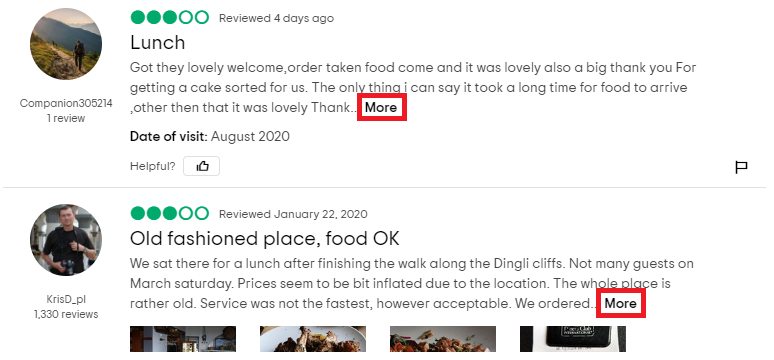 Reviewed 4 days ago
Lunch
Got they lovely welcome,order taken food come and it was lovely also a big thank you For
getting a cake sorted for us. The only thing i can say it took a long time for food to arrive
,other then that it was lovely Thank... More
Companion305214
1 review
Date of visit: August 2020
Helpful?
Reviewed January 22, 2020
Old fashioned place, food OK
We sat there for a lunch after finishing the walk along the Dingli cliffs. Not many guests on
March saturday. Prices seem to be bit inflated due to the location. The whole place is
rather old. Service was not the fastest, however acceptable. We ordered... More
KrisD_pl
1,330 reviews
Club
INTERNATIONAL